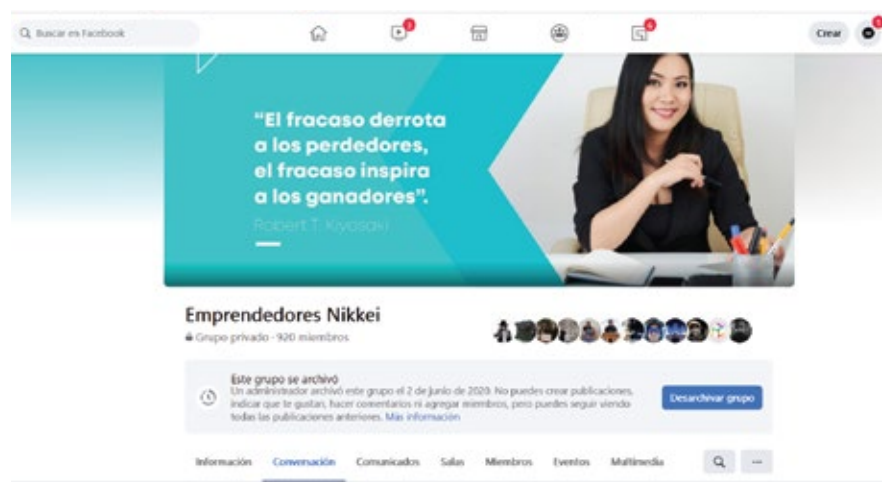 Buscar en Facebook
3
6
Crear
1
“El fracaso derrota
a los perdedores,
el fracaso inspira
a los ganadores”.
Robert T. Kiyosaki
Emprendedores Nikkei
Grupo privado · 920 miembros
Este grupo se archivó
Un administrador archivó este grupo el 2 de junio de 2020. No puedes crear publicaciones,
indicar que te gustan, hacer comentarios ni agregar miembros, pero puedes seguir viendo
todas las publicaciones anteriores. Más información
Desarchivar grupo
Información Conversación Comunicados Salas Miembros Eventos Multimedia